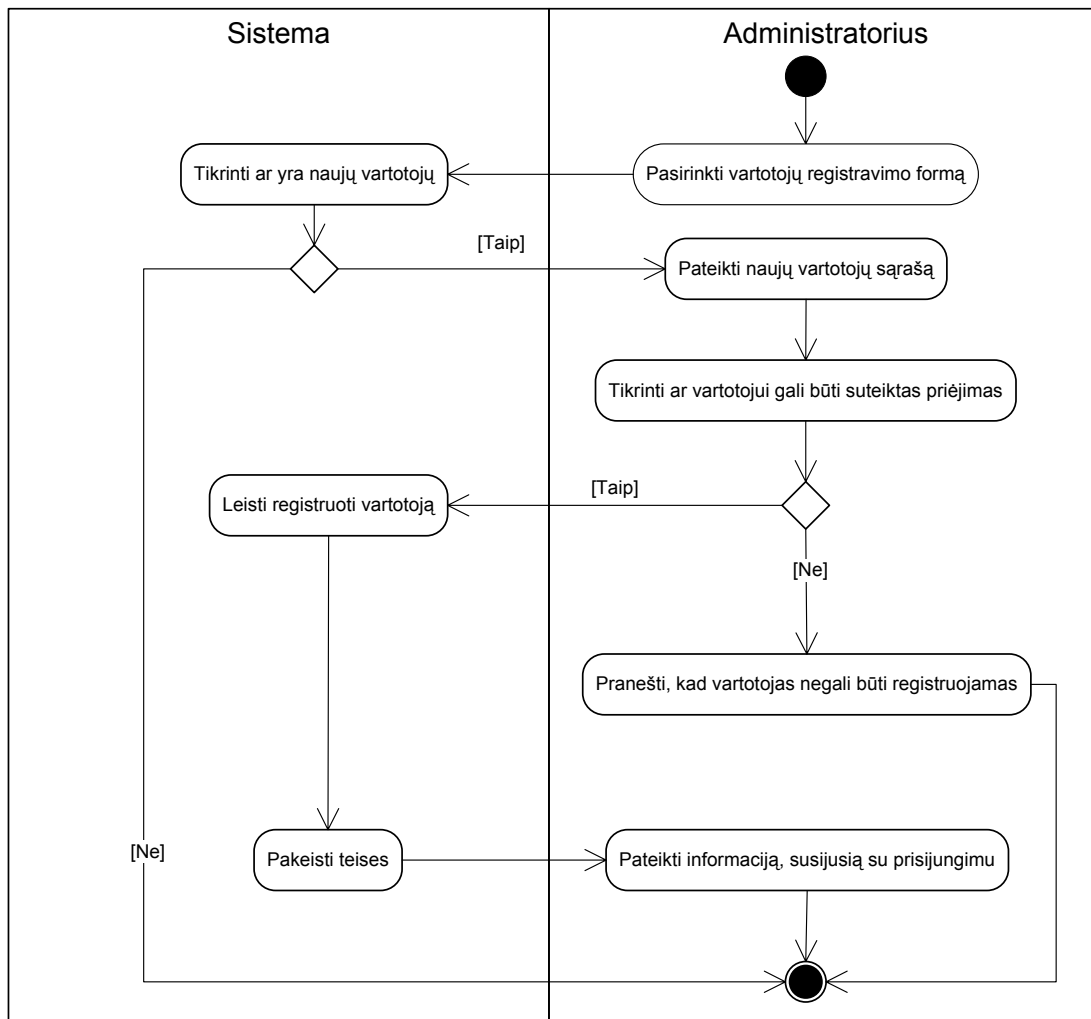 Sistema
Administratorius
Tikrinti ar yra naujų vartotojų
Pasirinkti vartotojų registravimo formą
[Taip]
Pateikti naujų vartotojų sąrašą
Tikrinti ar vartotojui gali būti suteiktas priėjimas
Leisti registruoti vartotoją
[Taip]
[Ne]
Pranešti, kad vartotojas negali būti registruojamas
[Ne]
Pakeisti teises
Pateikti informaciją, susijusią su prisijungimu